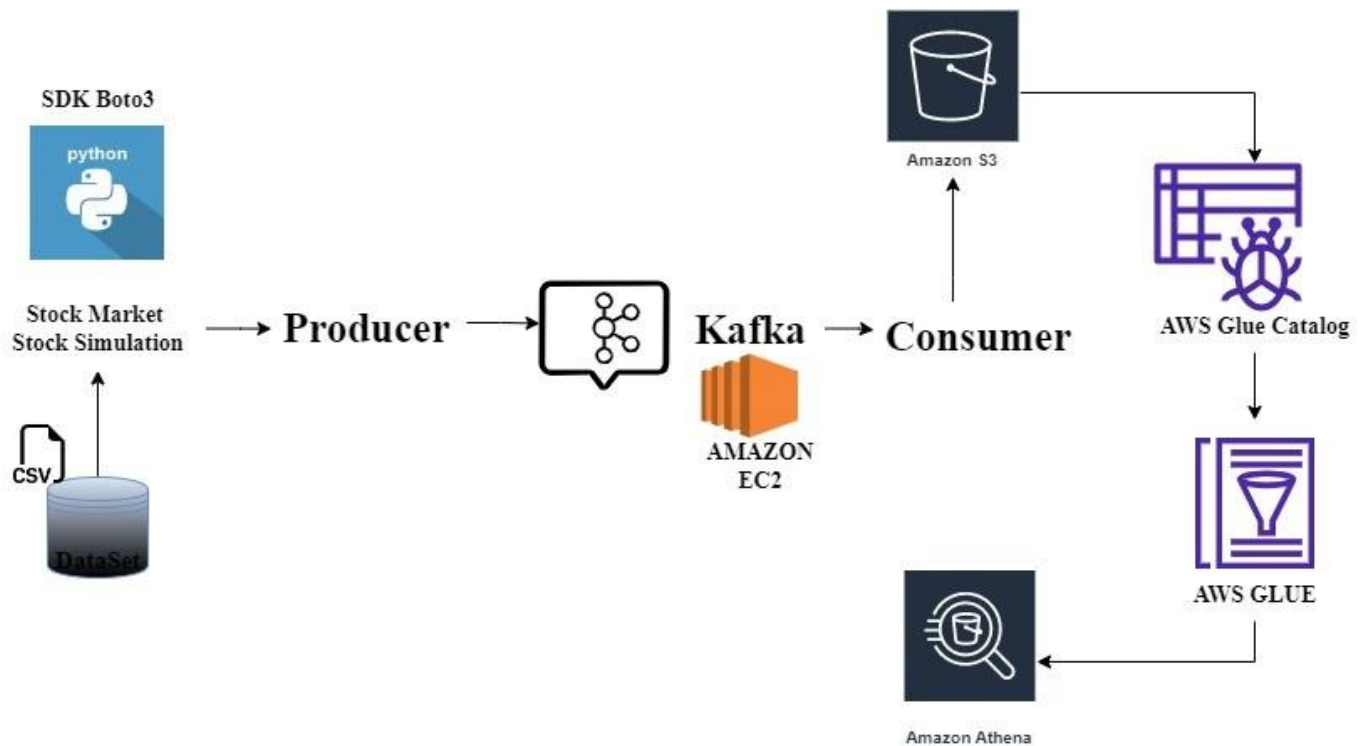 SDK Boto3
python
Stock Market
Stock Simulation
CSV
DataSet
Producer
Kafka
AMAZON
EC2
Consumer
Amazon S3
AWS Glue Catalog
AWS GLUE
Amazon Athena